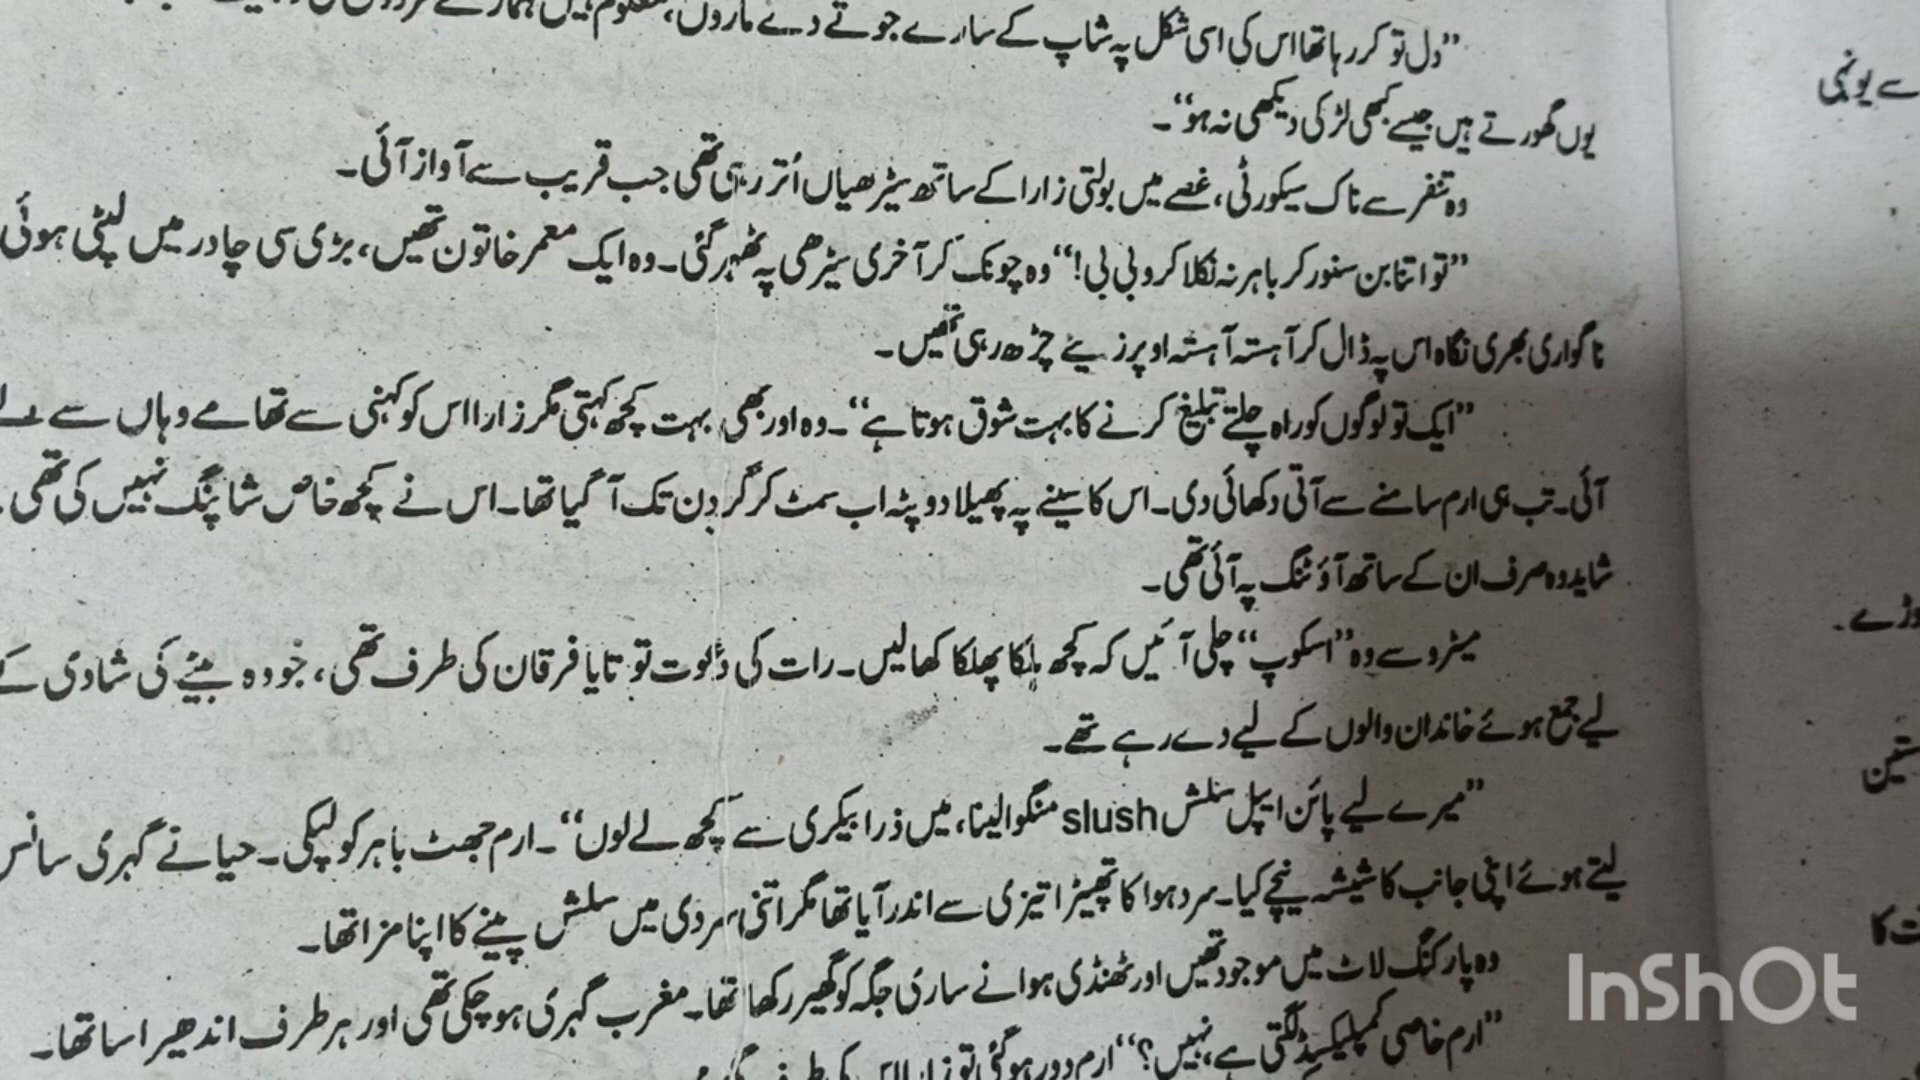 ”دل تو کر رہا تھا اس کی اسی شکل پہ شاپ کے سارے جوتے دے ماروں،
یوں گھورتے ہیں جیسے کبھی لڑکی دیکھی نہ ہو“۔
وہ تنفر سے ناک سیکورٹی، غصے میں بولتی زارا کے ساتھ سیڑھیاں اُتر رہی تھی جب قریب سے آواز آئی۔
”تو اتنا بن سنور کر باہر نہ نکلا کرو بی بی!“ وہ چونک کر آخری سیڑھی پہ ٹھہر گئی۔ وہ ایک معمر خاتون تھیں، بڑی سی چادر میں لپٹی ہوئی
ناگواری بھری نگاہ اس پہ ڈال کر آہستہ آہستہ اوپر زینے چڑھ رہی تھیں۔
”ایک تو لوگوں کو راہ چلتے تبلیغ کرنے کا بہت شوق ہوتا ہے“۔ وہ اور بھی بہت کچھ کہتی مگر زارا اس کو کہنی سے تھامے وہاں سے لے
آئی۔ تب ہی ارم سامنے سے آتی دکھائی دی۔ اس کا سینے پہ پھیلا دوپٹہ اب سمٹ کر گردن تک آ گیا تھا۔ اس نے کچھ خاص شاپنگ نہیں کی تھی۔
شاید وہ صرف ان کے ساتھ آؤٹنگ پہ آئی تھی۔
میٹرو سے وہ ”اسکوپ“ چلی آئیں کہ کچھ ہلکا پھلکا کھا لیں۔ رات کی دعوت تو تایا فرقان کی طرف تھی، جو وہ بیٹے کی شادی کے
لیے جمع ہوئے خاندان والوں کے لیے دے رہے تھے۔
”میرے لیے پائن ایپل سلش slush منگوا لینا، میں ذرا بیکری سے کچھ لے لوں“۔ ارم جھٹ باہر کو لپکی۔ حیا نے گہری سانس
لیتے ہوئے اپنی جانب کا شیشہ نیچے کیا۔ سرد ہوا کا تھپیڑا تیزی سے اندر آیا تھا مگر اتنی سردی میں سلش پینے کا اپنا مزا تھا۔
وہ پارکنگ لاٹ میں موجود تھیں اور ٹھنڈی ہوا نے ساری جگہ کو گھیر رکھا تھا۔ مغرب گہری ہو چکی تھی اور ہر طرف اندھیرا سا تھا۔
”ارم خاصی کمپلیکسڈ لگتی ہے، نہیں؟“ ارم دور ہو گئی تو زارا اس کی طرف
سے یونہی
InShOt